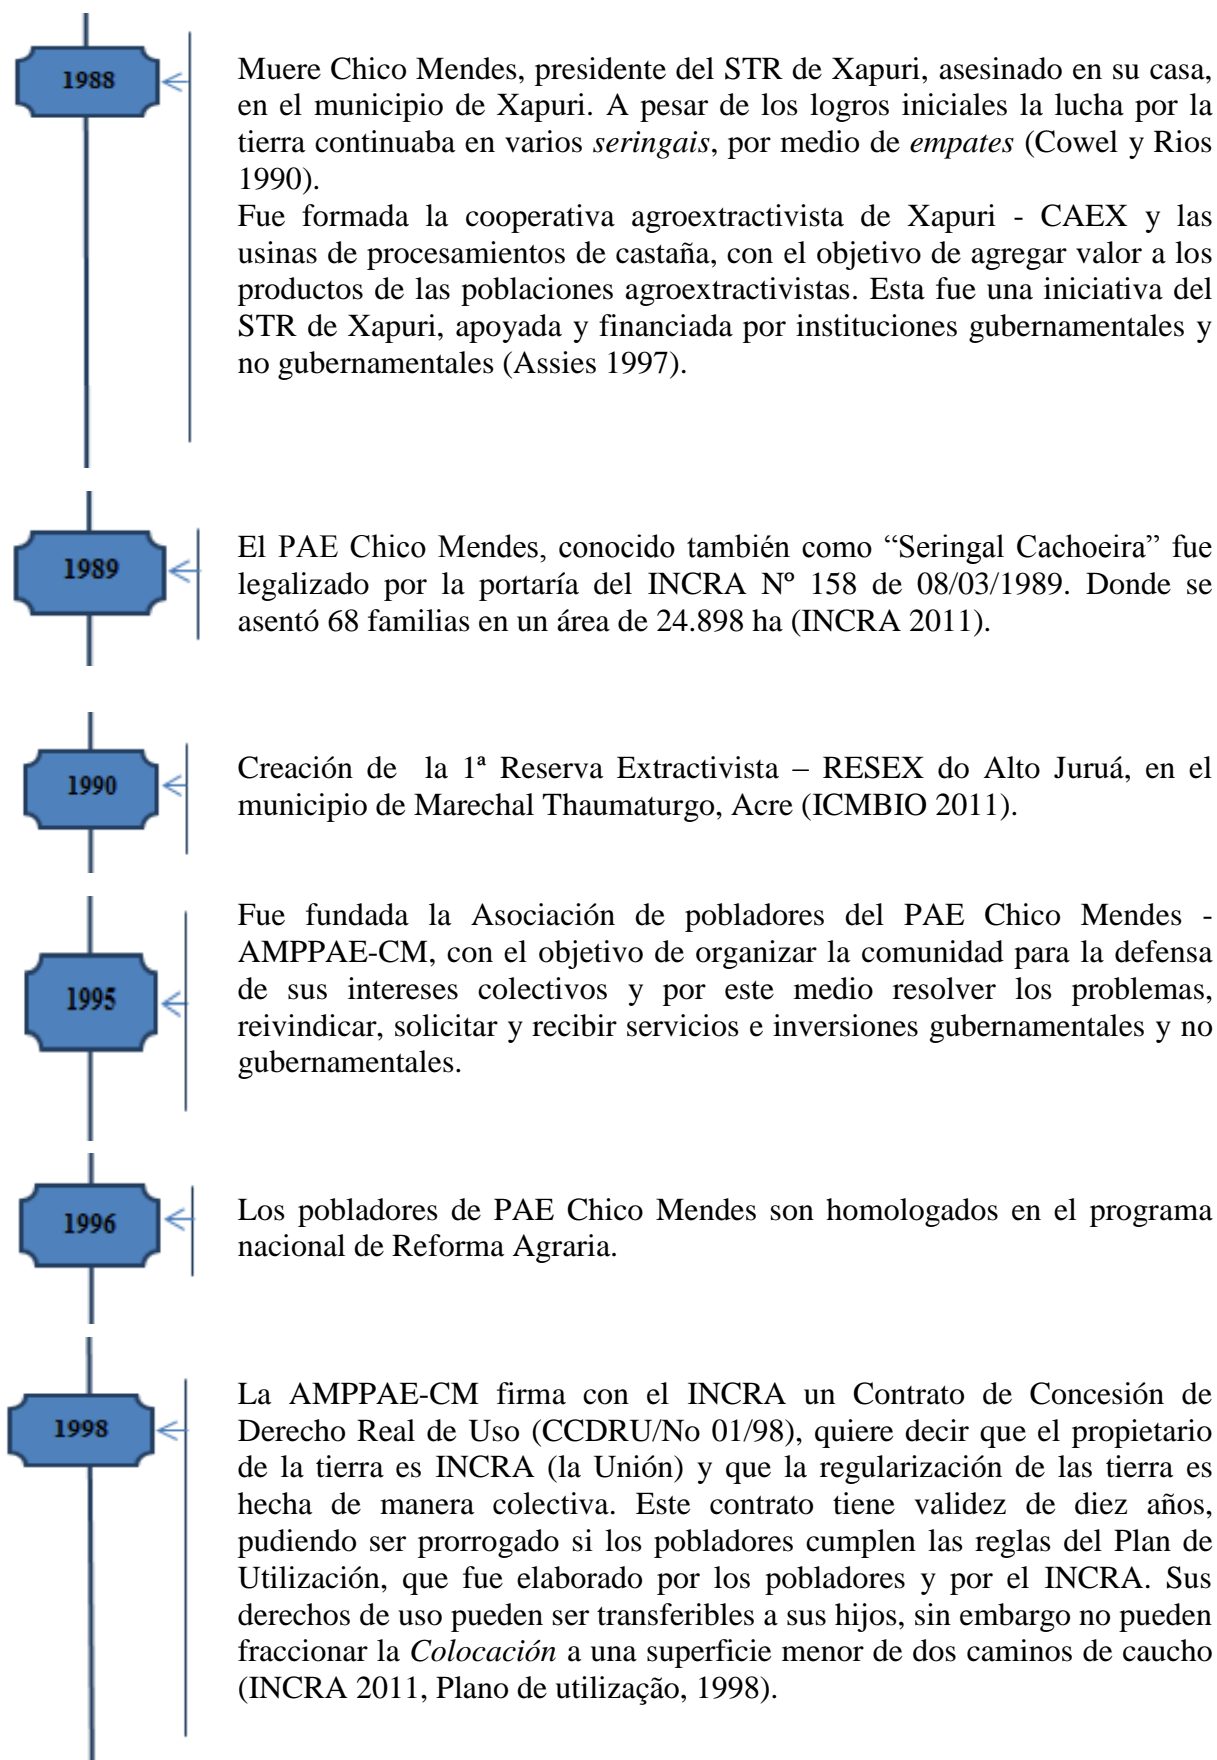 1988
Muere Chico Mendes, presidente del STR de Xapuri, asesinado en su casa,
en el municipio de Xapuri. A pesar de los logros iniciales la lucha por la
tierra continuaba en varios seringais, por medio de empates (Cowel y Rios
1990).
Fue formada la cooperativa agroextractivista de Xapuri - CAEX y las
usinas de procesamientos de castaña, con el objetivo de agregar valor a los
productos de las poblaciones agroextractivistas. Esta fue una iniciativa del
STR de Xapuri, apoyada y financiada por instituciones gubernamentales y
no gubernamentales (Assies 1997).
1989
El PAE Chico Mendes, conocido también como “Seringal Cachoeira” fue
legalizado por la portaría del INCRA Nº 158 de 08/03/1989. Donde se
asentó 68 familias en un área de 24.898 ha (INCRA 2011).
1990
Creación de la 1ª Reserva Extractivista – RESEX do Alto Juruá, en el
municipio de Marechal Thaumaturgo, Acre (ICMBIO 2011).
1995
Fue fundada la Asociación de pobladores del PAE Chico Mendes -
AMPPAE-CM, con el objetivo de organizar la comunidad para la defensa
de sus intereses colectivos y por este medio resolver los problemas,
reivindicar, solicitar y recibir servicios e inversiones gubernamentales y no
gubernamentales.
1996
Los pobladores de PAE Chico Mendes son homologados en el programa
nacional de Reforma Agraria.
1998
La AMPPAE-CM firma con el INCRA un Contrato de Concesión de
Derecho Real de Uso (CCDRU/No 01/98), quiere decir que el propietario
de la tierra es INCRA (la Unión) y que la regularización de las tierra es
hecha de manera colectiva. Este contrato tiene validez de diez años,
pudiendo ser prorrogado si los pobladores cumplen las reglas del Plan de
Utilización, que fue elaborado por los pobladores y por el INCRA. Sus
derechos de uso pueden ser transferibles a sus hijos, sin embargo no pueden
fraccionar la Colocación a una superficie menor de dos caminos de caucho
(INCRA 2011, Plano de utilização, 1998).